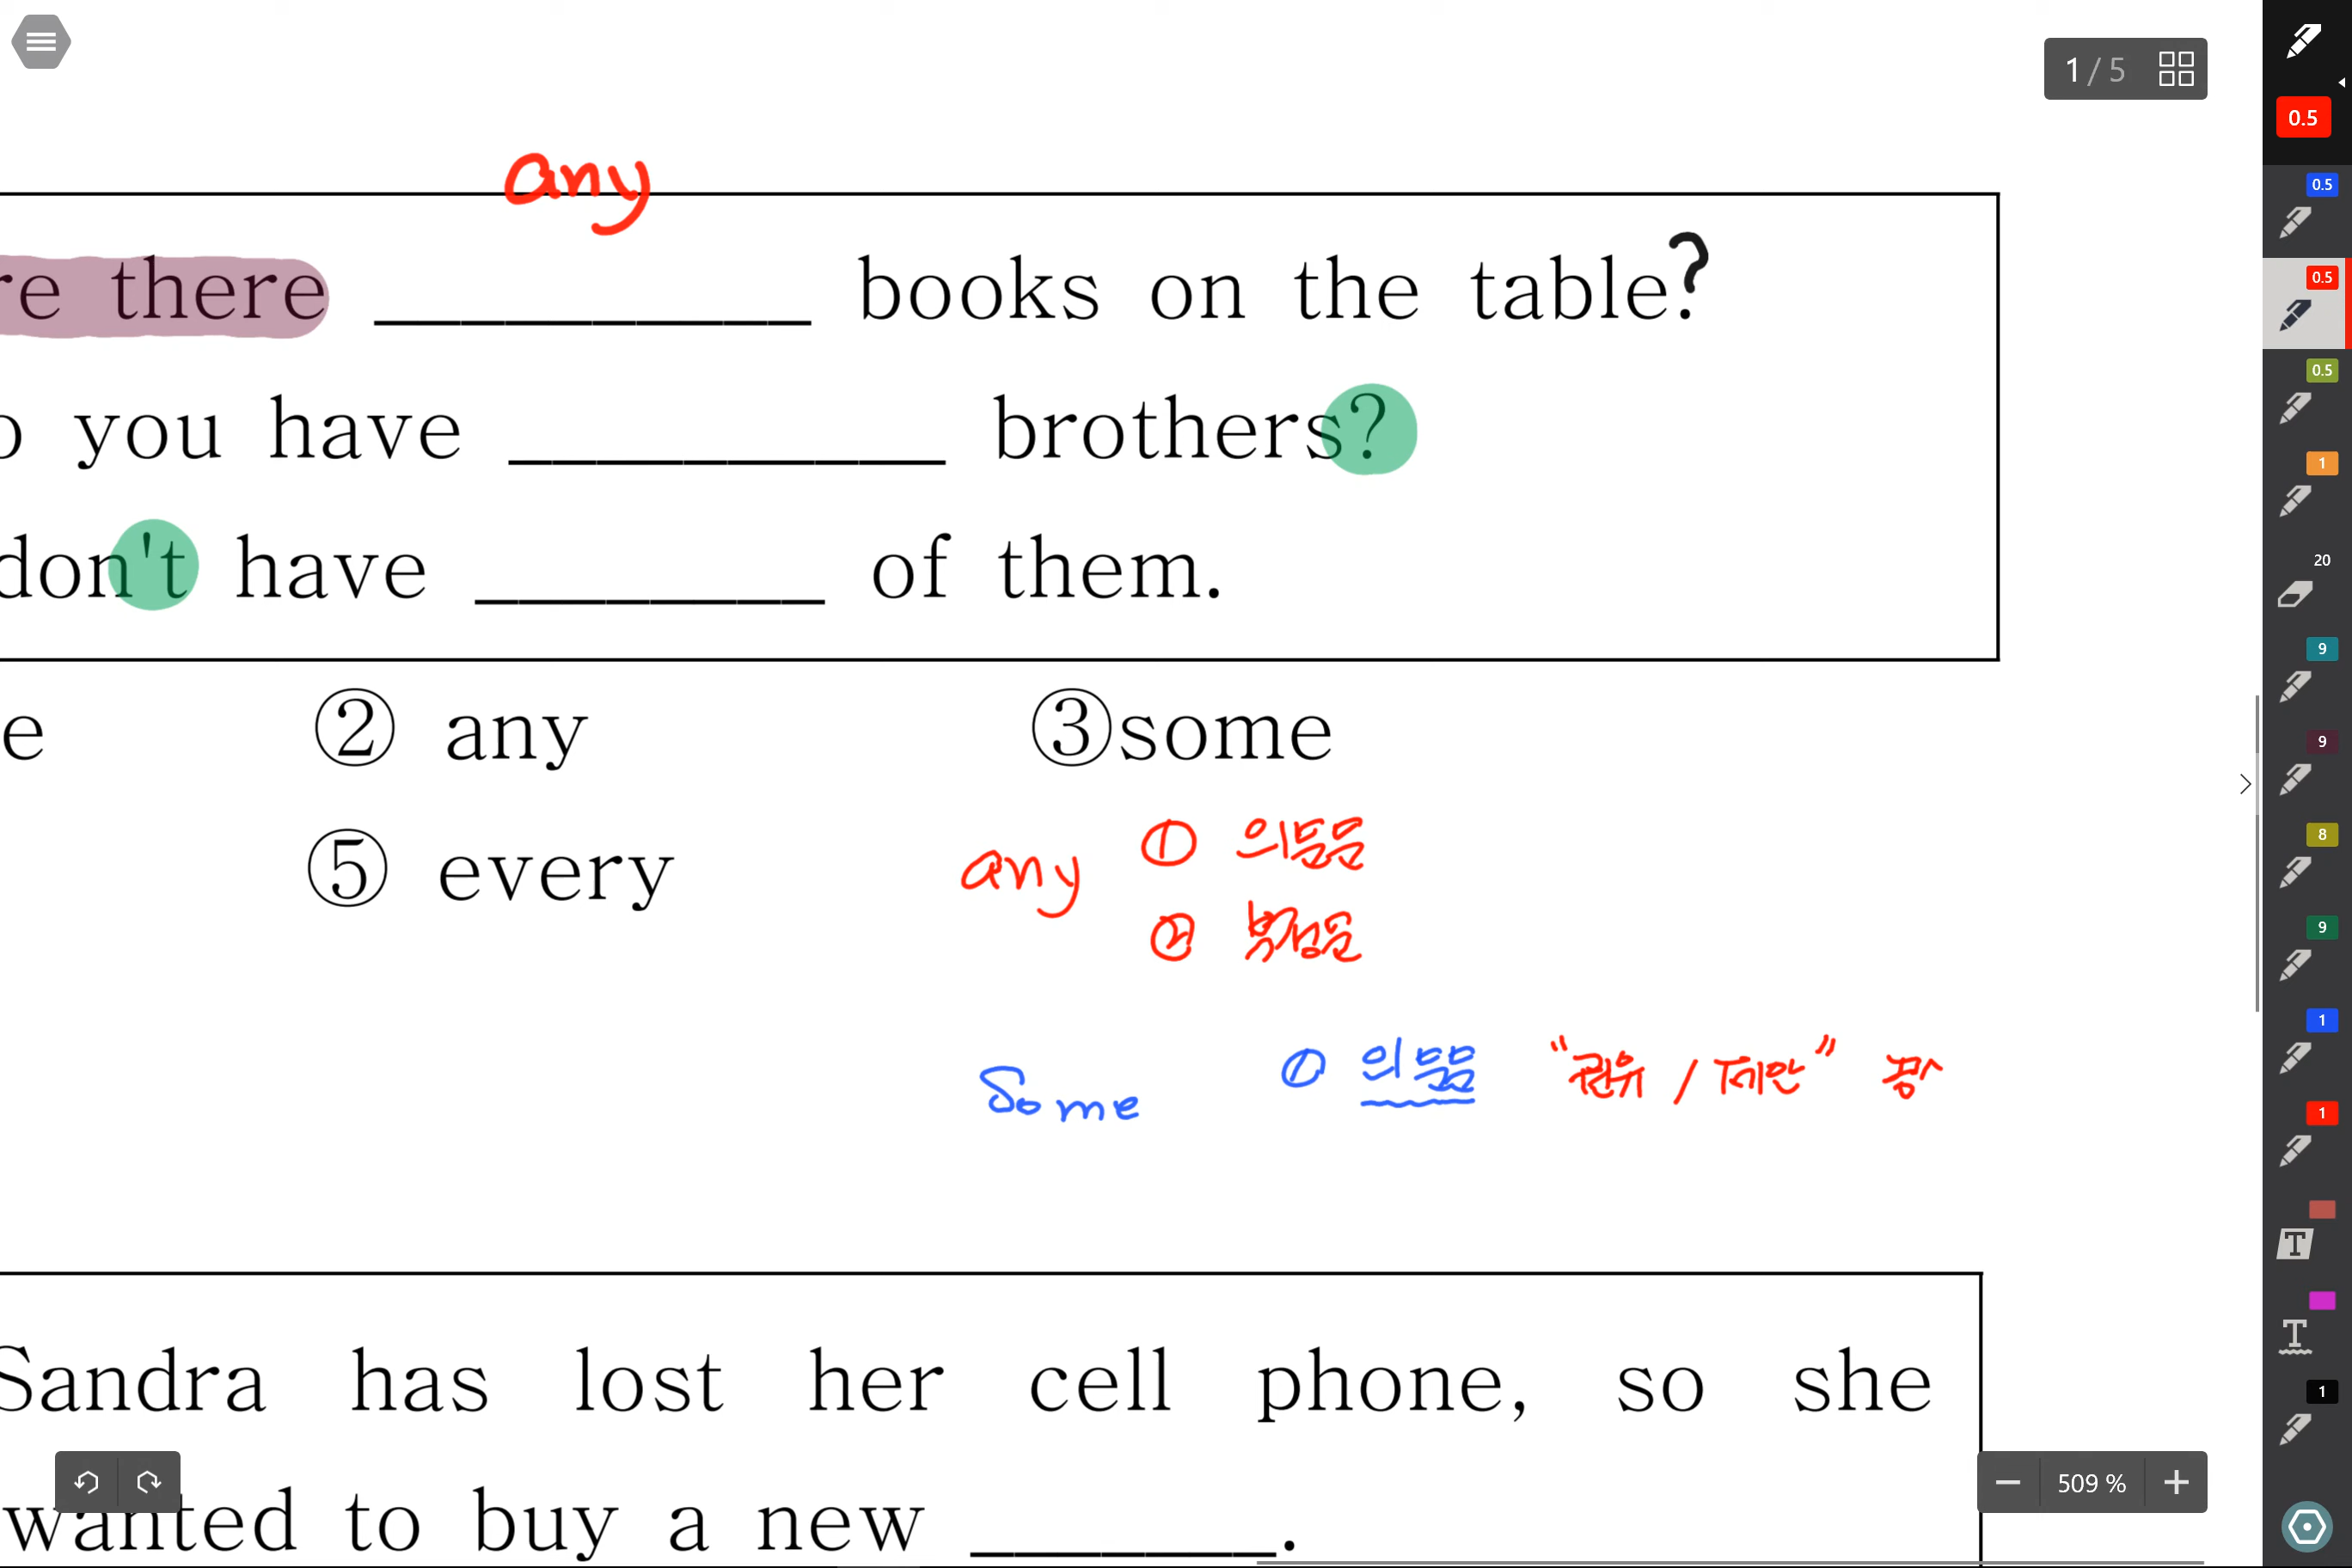 1 / 5
0.5
any
re there __________ books on the table?
o you have __________ brothers?
don't have ________ of them.
e ② any ③some
⑤ every
any ① 의문문
② 부정문
Some ① 의문문 "권유 / 제안"
Sandra has lost her cell phone, so she
wanted to buy a new _______.
509 %
0.5
0.5
0.5
1
20
9
9
8
9
1
1
T
T
1